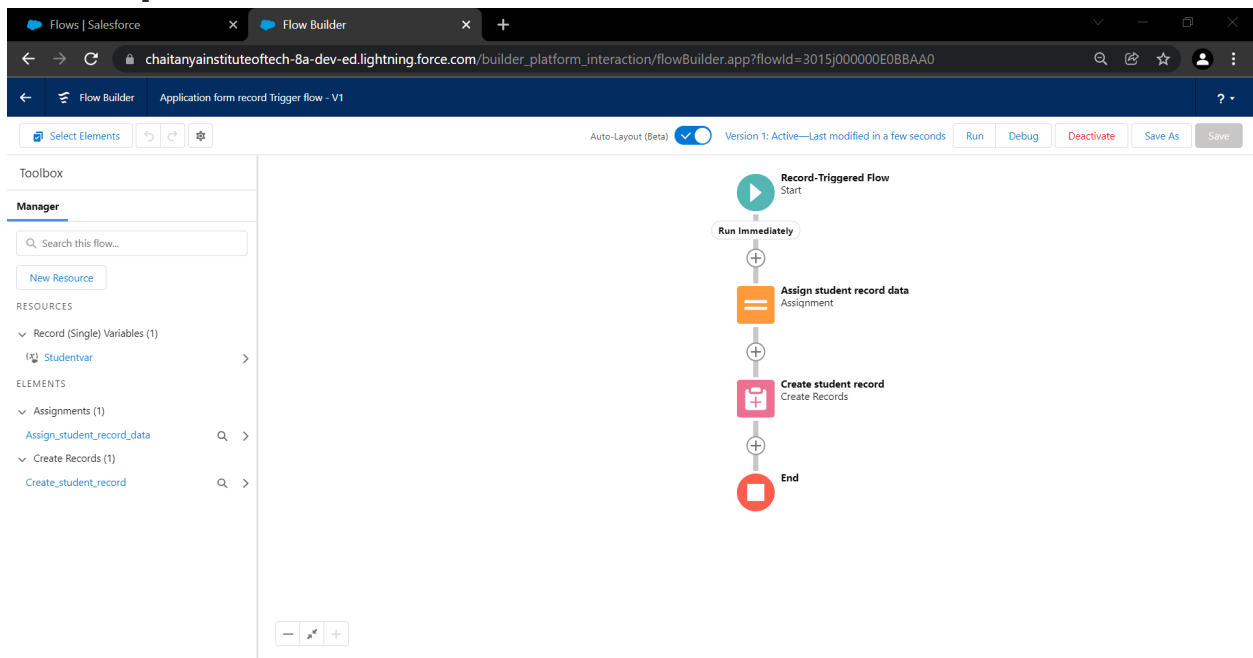 Flows | Salesforce
Flow Builder
chaitanyainstituteoftech-8a-dev-ed.lightning.force.com/builder_platform_interaction/flowBuilder.app?flowId=3015j000000E0BBAA0
Flow Builder Application form record Trigger flow - V1 ?
Select Elements Auto-Layout (Beta) Version 1: Active—Last modified in a few seconds Run Debug Deactivate Save As Save
Toolbox
Manager
Search this flow...
New Resource
RESOURCES
Record (Single) Variables (1)
Studentvar
ELEMENTS
Assignments (1)
Assign_student_record_data
Create Records (1)
Create_student_record
Record-Triggered Flow
Start
Run Immediately
Assign student record data
Assignment
Create student record
Create Records
End